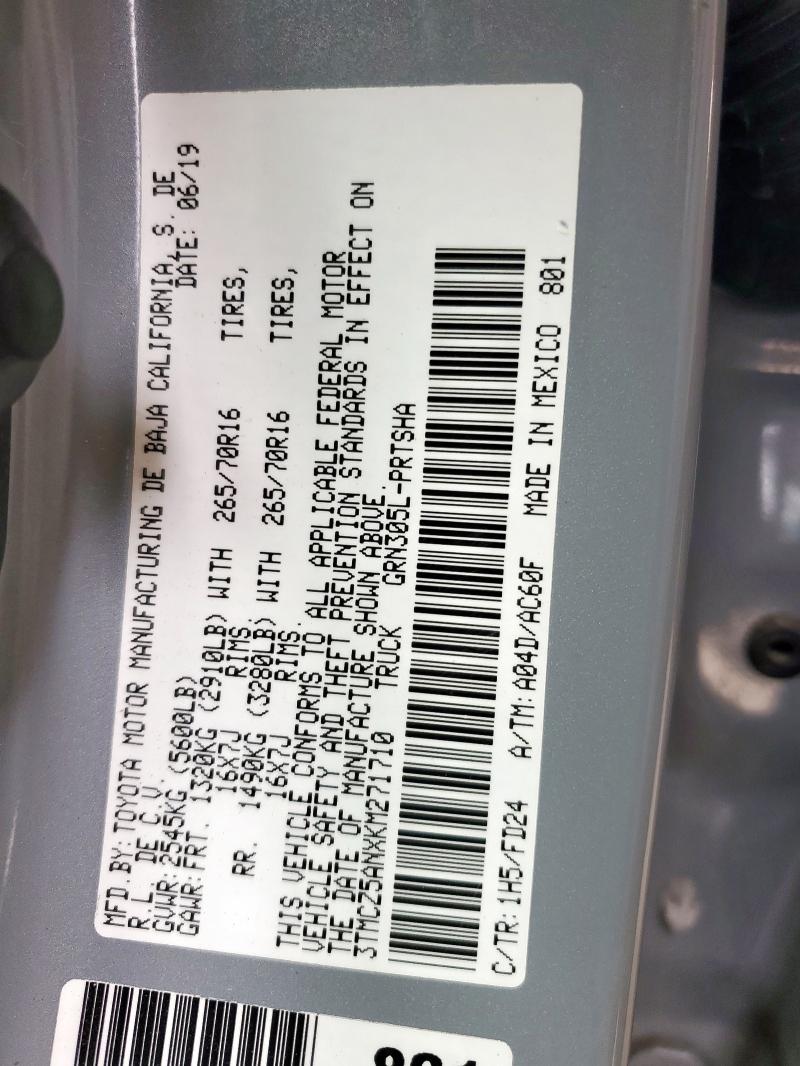 MFD.BY:TOYOTA MOTOR MANUFACTURING DE BAJA CALIFORNIA, S. DE
R.L. DE C.V. DATE: 06/19
GVWR:2545KG (5600LB)
GAWR:FRT. 1320KG (2910LB) WITH 265/70R16 TIRES,
16X7J RIMS.
RR. 1490KG (3280LB) WITH 265/70R16 TIRES,
16X7J RIMS.
THIS VEHICLE CONFORMS TO ALL APPLICABLE FEDERAL MOTOR
VEHICLE SAFETY AND THEFT PREVENTION STANDARDS IN EFFECT ON
THE DATE OF MANUFACTURE SHOWN ABOVE.
3TMCZ5ANXKM271710 TRUCK GRN305L-PRTSHA
C/TR:1H5/FD24 A/TM:A04D/AC60F MADE IN MEXICO 801